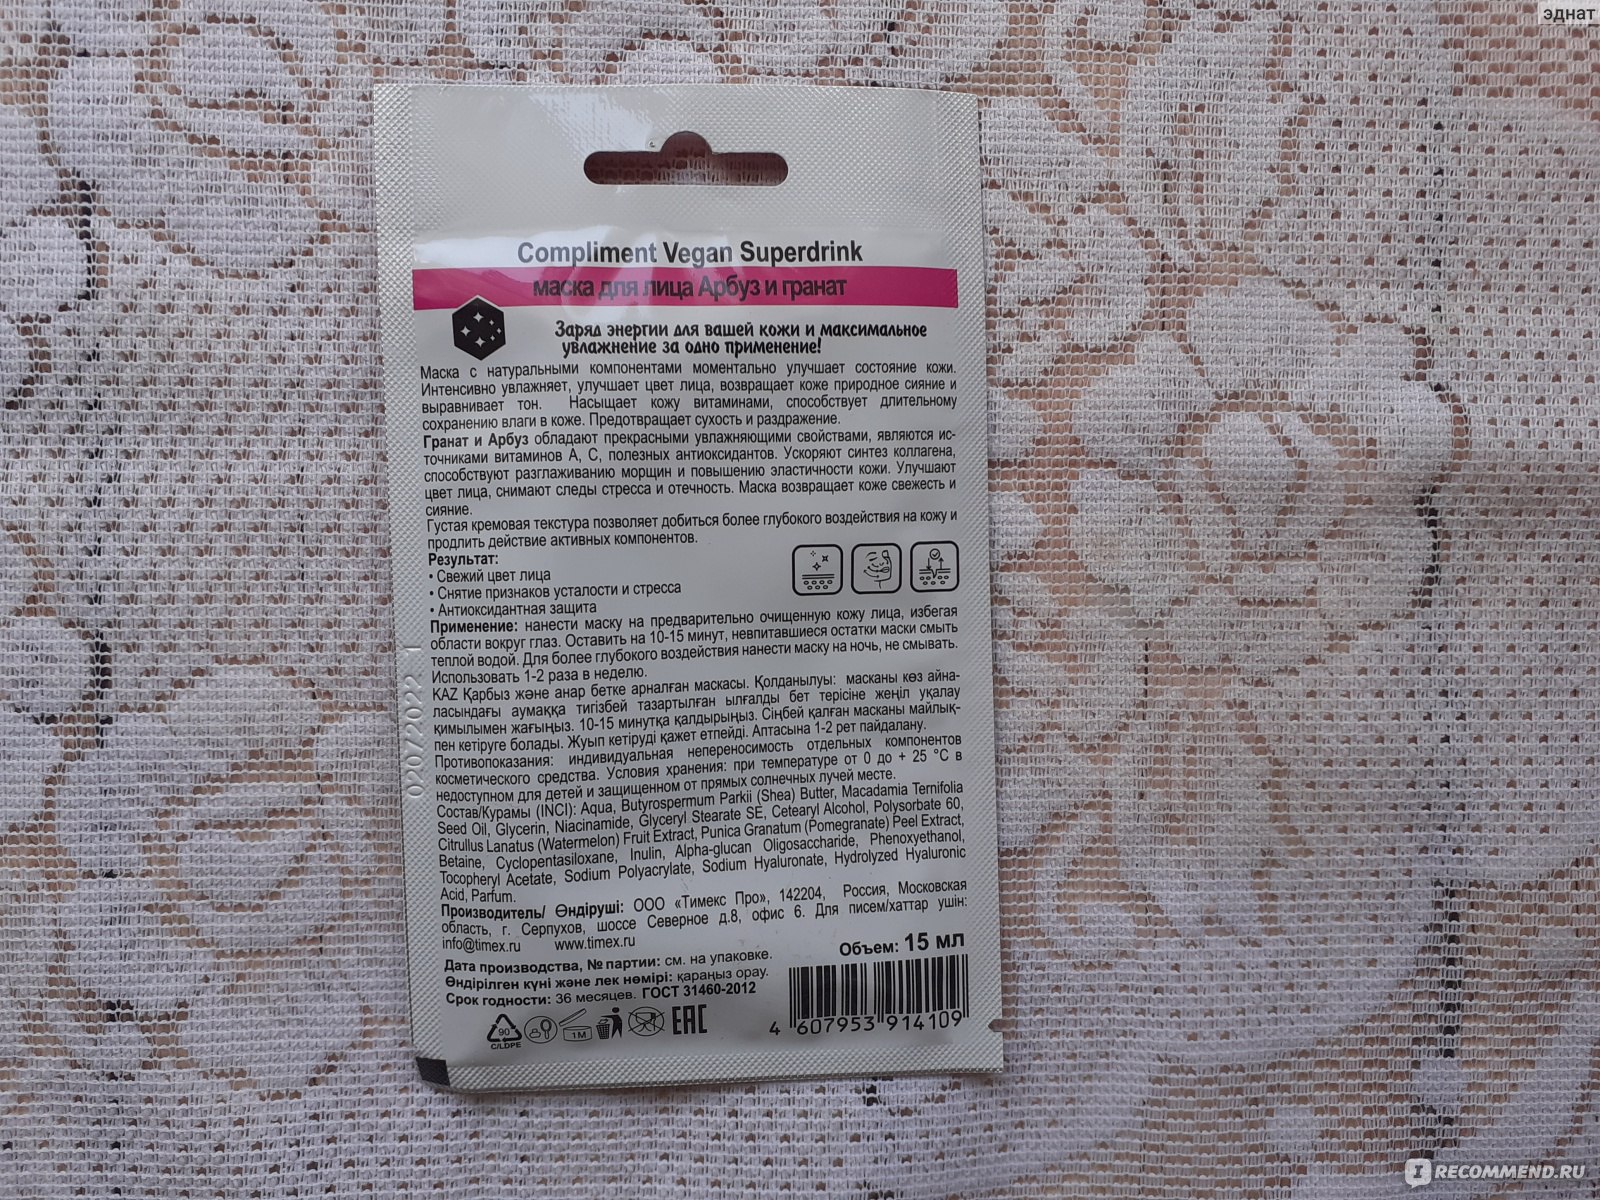 эднат
Compliment Vegan Superdrink
маска для лица Арбуз и гранат
Заряд энергии для вашей кожи и максимальное
увлажнение за одно применение!
Маска с натуральными компонентами моментально улучшает состояние кожи.
Интенсивно увлажняет, улучшает цвет лица, возвращает коже природное сияние и
выравнивает тон. Насыщает кожу витаминами, способствует длительному
сохранению влаги в коже. Предотвращает сухость и раздражение.
Гранат и Арбуз обладают прекрасными увлажняющими свойствами, являются ис-
точниками витаминов А, С, полезных антиоксидантов. Ускоряют синтез коллагена,
способствуют разглаживанию морщин и повышению эластичности кожи. Улучшают
цвет лица, снимают следы стресса и отечность. Маска возвращает коже свежесть и
сияние.
Густая кремовая текстура позволяет добиться более глубокого воздействия на кожу и
продлить действие активных компонентов.
Результат:
• Свежий цвет лица
• Снятие признаков усталости и стресса
• Антиоксидантная защита
Применение: нанести маску на предварительно очищенную кожу лица, избегая
области вокруг глаз. Оставить на 10-15 минут, невпитавшиеся остатки маски смыть
теплой водой. Для более глубокого воздействия нанести маску на ночь, не смывать.
Использовать 1-2 раза в неделю.
KAZ Қарбыз және анар бетке арналған маскасы. Қолданылуы: масканы көз айна-
ласындағы аумаққа тигізбей тазартылған ылғалды бет терісіне жеңіл уқалау
қимылымен жағыңыз. 10-15 минутқа қалдырыңыз. Сіңбей қалған масканы майлық-
пен кетіруге болады. Жуып кетіруді қажет етпейді. Аптасына 1-2 рет пайдалану.
Противопоказания: индивидуальная непереносимость отдельных компонентов
косметического средства. Условия хранения: при температуре от 0 до + 25 °С в
недоступном для детей и защищенном от прямых солнечных лучей месте.
Состав/Курамы (INCI): Aqua, Butyrospermum Parkii (Shea) Butter, Macadamia Ternifolia
Seed Oil, Glycerin, Niacinamide, Glyceryl Stearate SE, Cetearyl Alcohol, Polysorbate 60,
Citrullus Lanatus (Watermelon) Fruit Extract, Punica Granatum (Pomegranate) Peel Extract,
Betaine, Cyclopentasiloxane, Inulin, Alpha-glucan Oligosaccharide, Phenoxyethanol,
Tocopheryl Acetate, Sodium Polyacrylate, Sodium Hyaluronate, Hydrolyzed Hyaluronic
Acid, Parfum.
Производитель/ Өндіруші: ООО «Тимекс Про», 142204, Россия, Московская
область, г. Серпухов, шоссе Северное д.8, офис 6. Для писем/хаттар үшін:
info@timex.ru www.timex.ru
Объем: 15 мл
Дата производства, № партии: см. на упаковке.
Өндірілген күні және лек нөмірі: қараңыз орау.
Срок годности: 36 месяцев. ГОСТ 31460-2012
90
C/LDPE
1М
EAC
4 607953 914109
02072022 1
RECOMMEND.RU